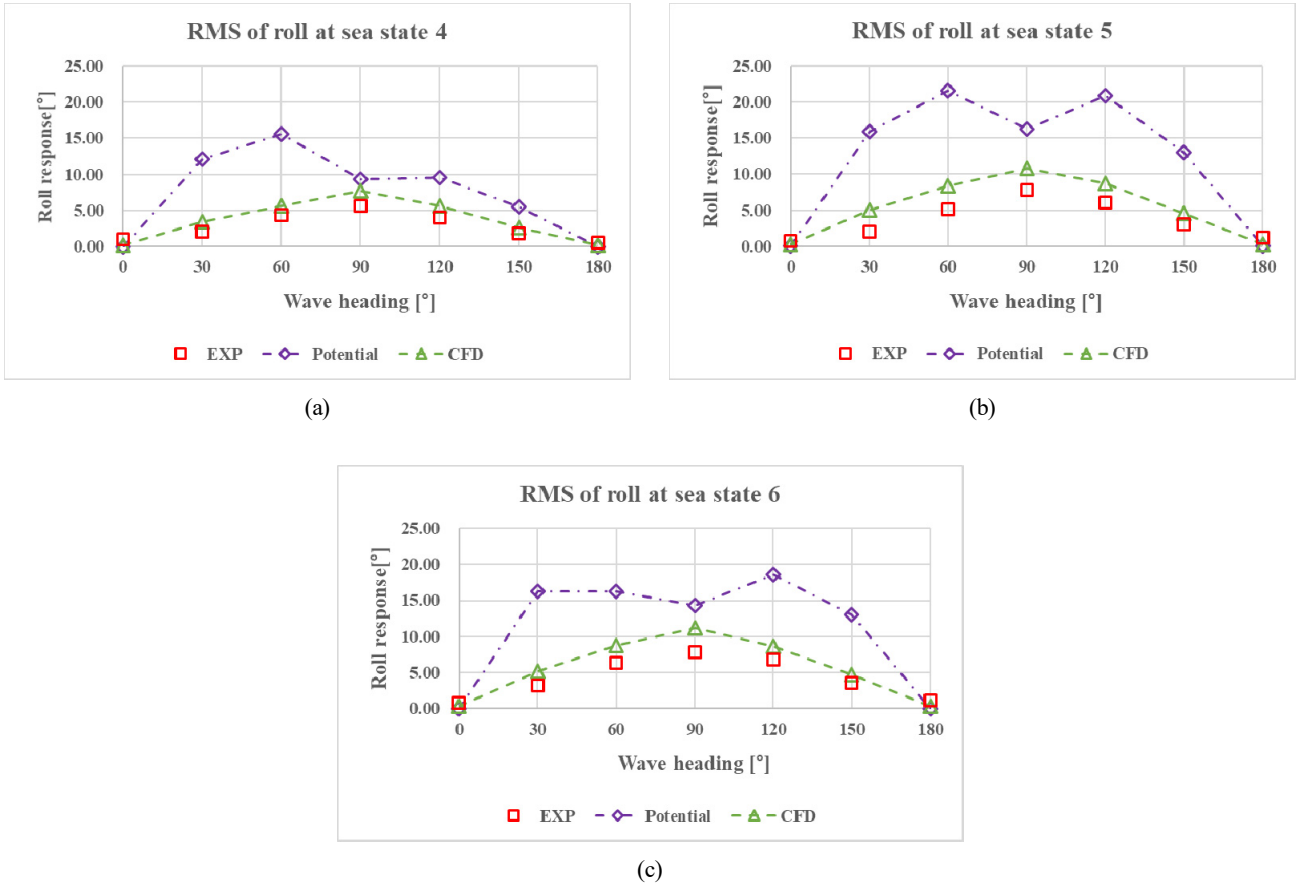 RMS of roll at sea state 4
Roll response[°]
25.00
20.00
15.00
10.00
5.00
0.00
0 30 60 90 120 150 180
Wave heading [°]
EXP Potential CFD
(a)
RMS of roll at sea state 5
Roll response[°]
25.00
20.00
15.00
10.00
5.00
0.00
0 30 60 90 120 150 180
Wave heading [°]
EXP Potential CFD
(b)
RMS of roll at sea state 6
Roll response[°]
25.00
20.00
15.00
10.00
5.00
0.00
0 30 60 90 120 150 180
Wave heading [°]
EXP Potential CFD
(c)